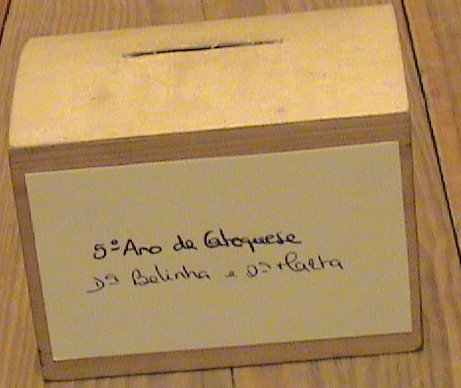 5º Ano de Catequese
Dª Belinha e Dª Marta